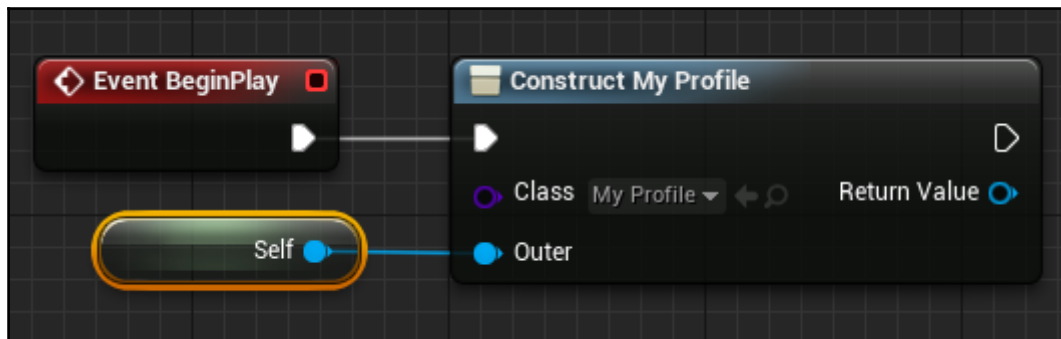 Event BeginPlay
Construct My Profile
Class My Profile
Return Value
Self
Outer